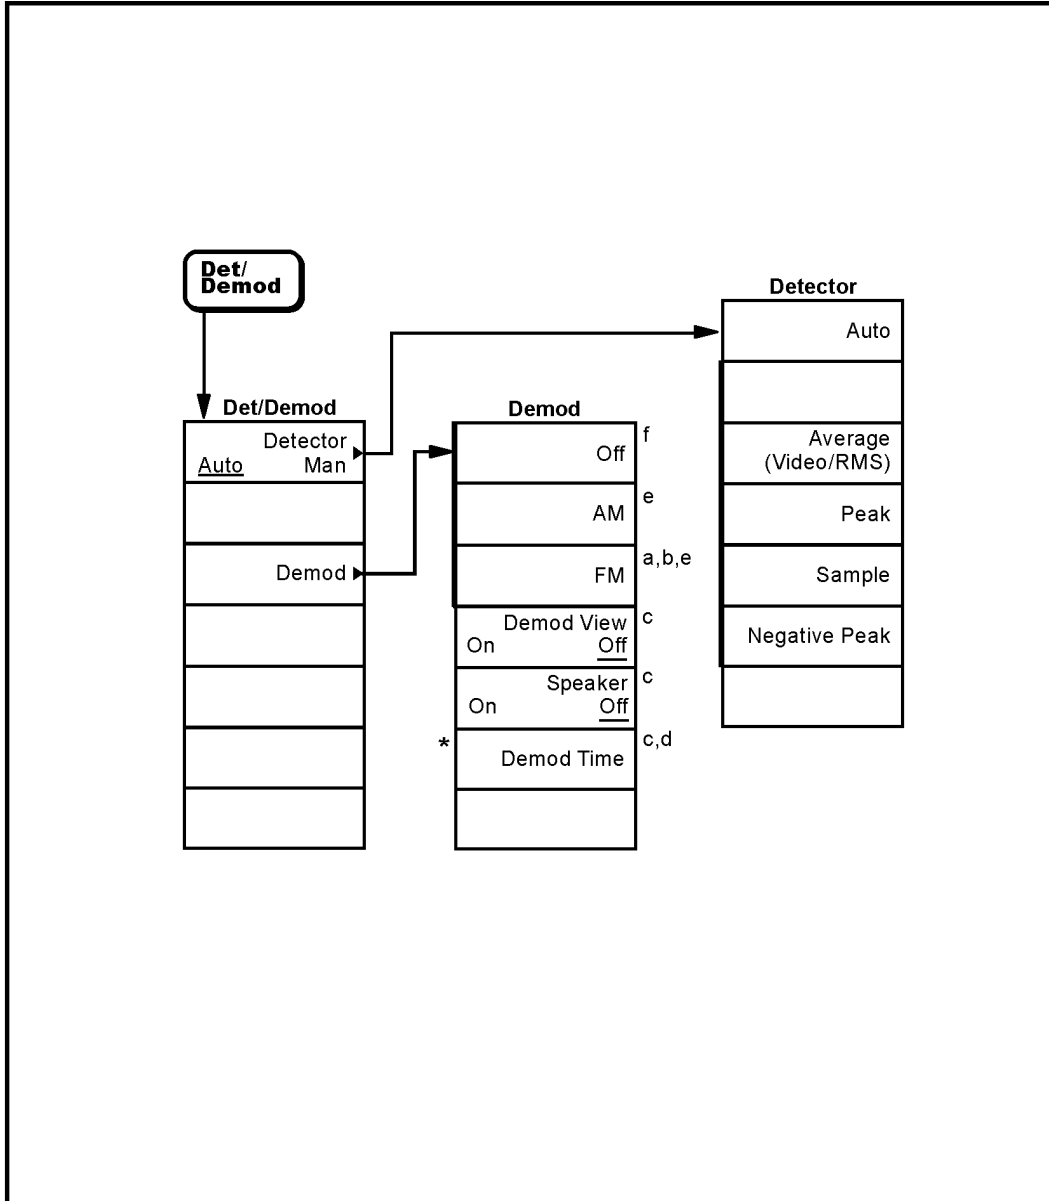 Det/
Demod
Det/Demod
Detector
Auto Man
Demod
Demod
Off f
AM e
FM a,b,e
Demod View c
On Off
Speaker c
On Off
* Demod Time c,d
Detector
Auto
Average
(Video/RMS)
Peak
Sample
Negative Peak